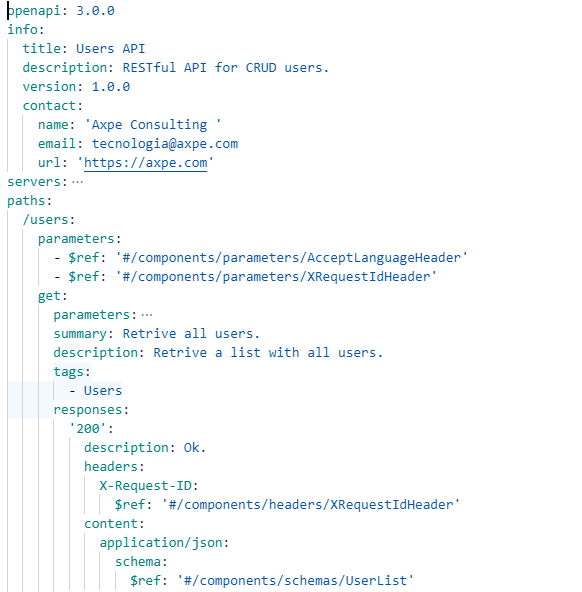 openapi: 3.0.0
info:
  title: Users API
  description: RESTful API for CRUD users.
  version: 1.0.0
  contact:
    name: 'Axpe Consulting '
    email: tecnologia@axpe.com
    url: 'https://axpe.com'
servers: ···
paths:
  /users:
    parameters:
      - $ref: '#/components/parameters/AcceptLanguageHeader'
      - $ref: '#/components/parameters/XRequestIdHeader'
    get:
      parameters: ···
      summary: Retrive all users.
      description: Retrive a list with all users.
      tags:
        - Users
      responses:
        '200':
          description: Ok.
          headers:
            X-Request-ID:
              $ref: '#/components/headers/XRequestIdHeader'
          content:
            application/json:
              schema:
                $ref: '#/components/schemas/UserList'